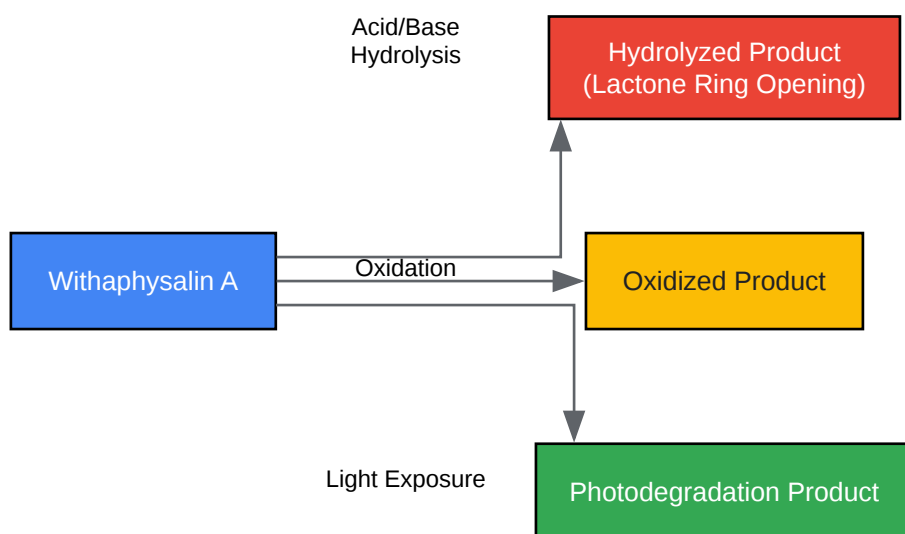 Acid/Base
Hydrolysis
Hydrolyzed Product
(Lactone Ring Opening)
Withaphysalin A
Oxidation
Oxidized Product
Light Exposure
Photodegradation Product